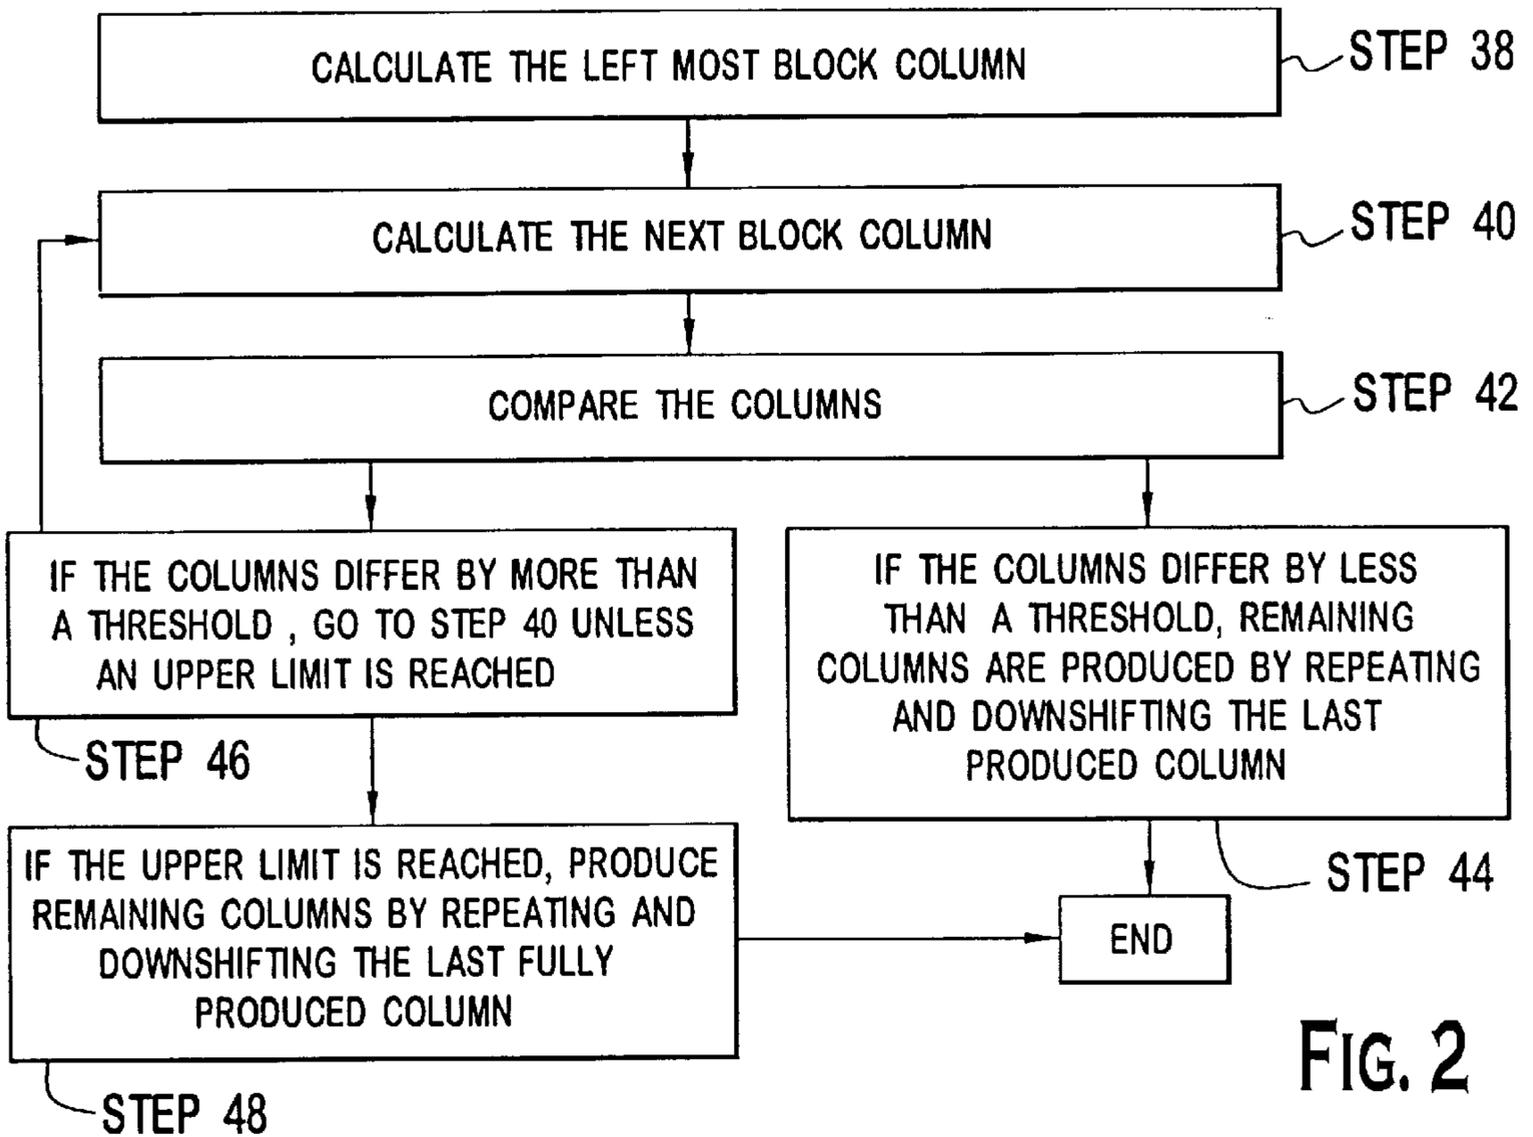 CALCULATE THE LEFT MOST BLOCK COLUMN
STEP 38
CALCULATE THE NEXT BLOCK COLUMN
STEP 40
COMPARE THE COLUMNS
STEP 42
IF THE COLUMNS DIFFER BY MORE THAN
A THRESHOLD , GO TO STEP 40 UNLESS
AN UPPER LIMIT IS REACHED
STEP 46
IF THE COLUMNS DIFFER BY LESS
THAN A THRESHOLD, REMAINING
COLUMNS ARE PRODUCED BY REPEATING
AND DOWNSHIFTING THE LAST
PRODUCED COLUMN
STEP 44
IF THE UPPER LIMIT IS REACHED, PRODUCE
REMAINING COLUMNS BY REPEATING AND
DOWNSHIFTING THE LAST FULLY
PRODUCED COLUMN
STEP 48
END
FIG. 2